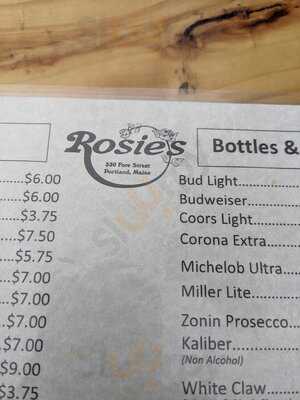 Rosie's
330 Fore Street
Portland, Maine
.....$6.00
.....$6.00
.....$3.75
.....$7.50
.....$5.75
.....$7.00
.....$7.00
.....$7.00
.....$7.00
.....$9.00
.....$3.75
Bottles &
Bud Light..........
Budweiser..........
Coors Light..........
Corona Extra..........
Michelob Ultra.......
Miller Lite..........
Zonin Prosecco....
Kaliber..........
(Non Alcohol)
White Claw..........